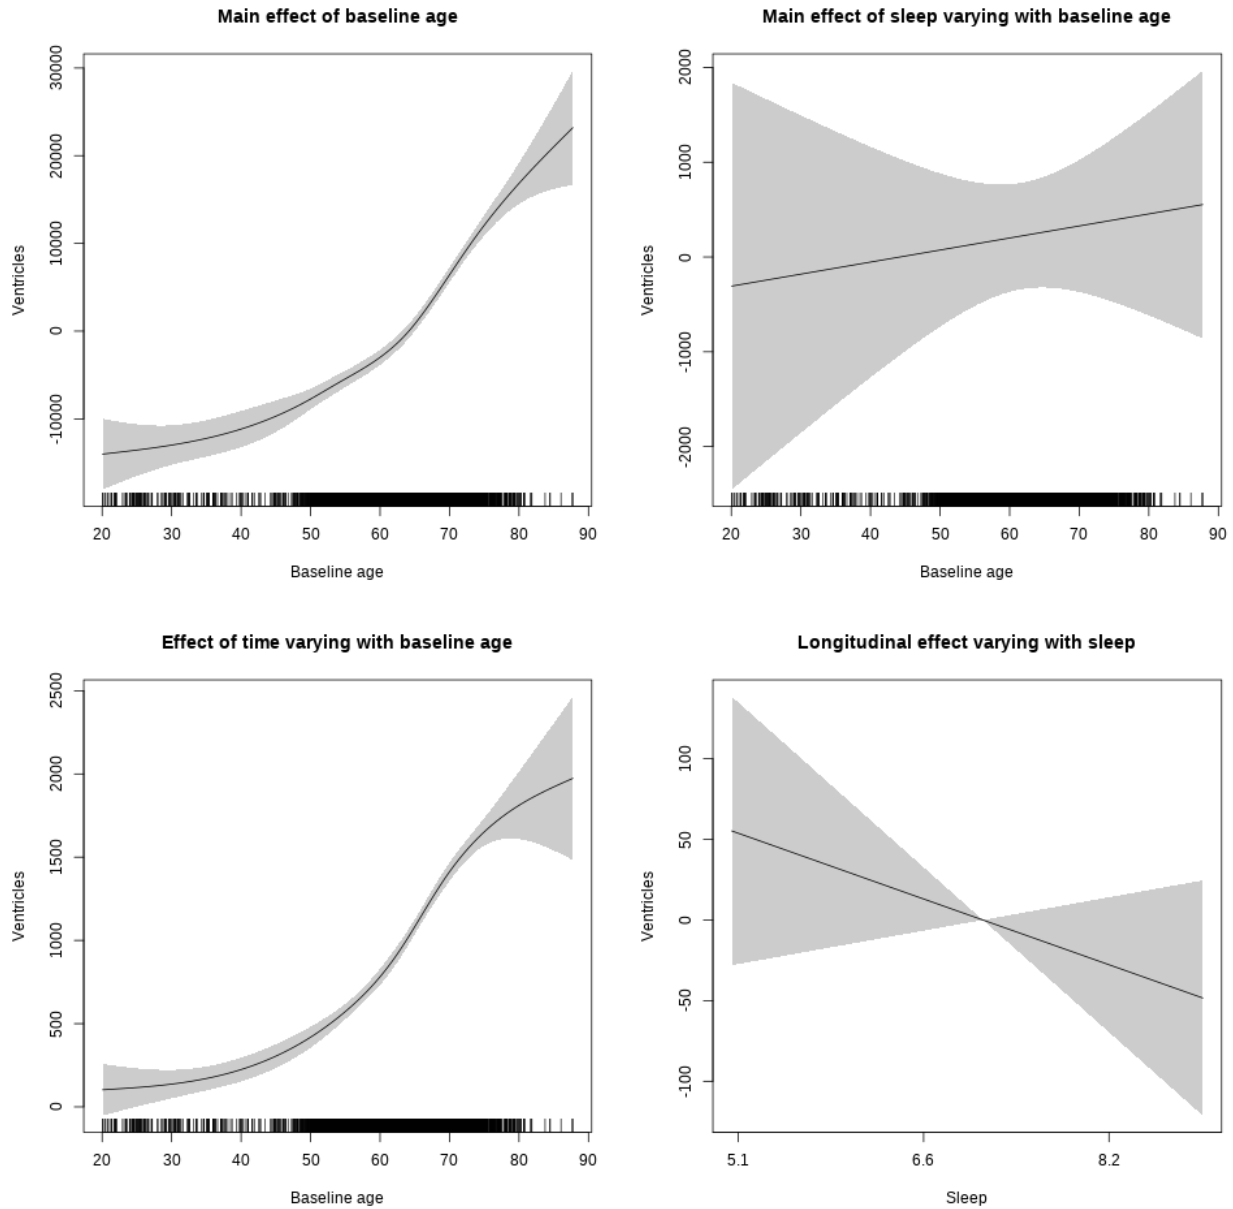 Main effect of baseline age
Ventricles
30000
20000
10000
0
-10000
20 30 40 50 60 70 80 90
Baseline age
Main effect of sleep varying with baseline age
Ventricles
2000
1000
0
-1000
-2000
20 30 40 50 60 70 80 90
Baseline age
Effect of time varying with baseline age
Ventricles
2500
2000
1500
1000
500
0
20 30 40 50 60 70 80 90
Baseline age
Longitudinal effect varying with sleep
Ventricles
100
50
0
-50
-100
5.1 6.6 8.2
Sleep